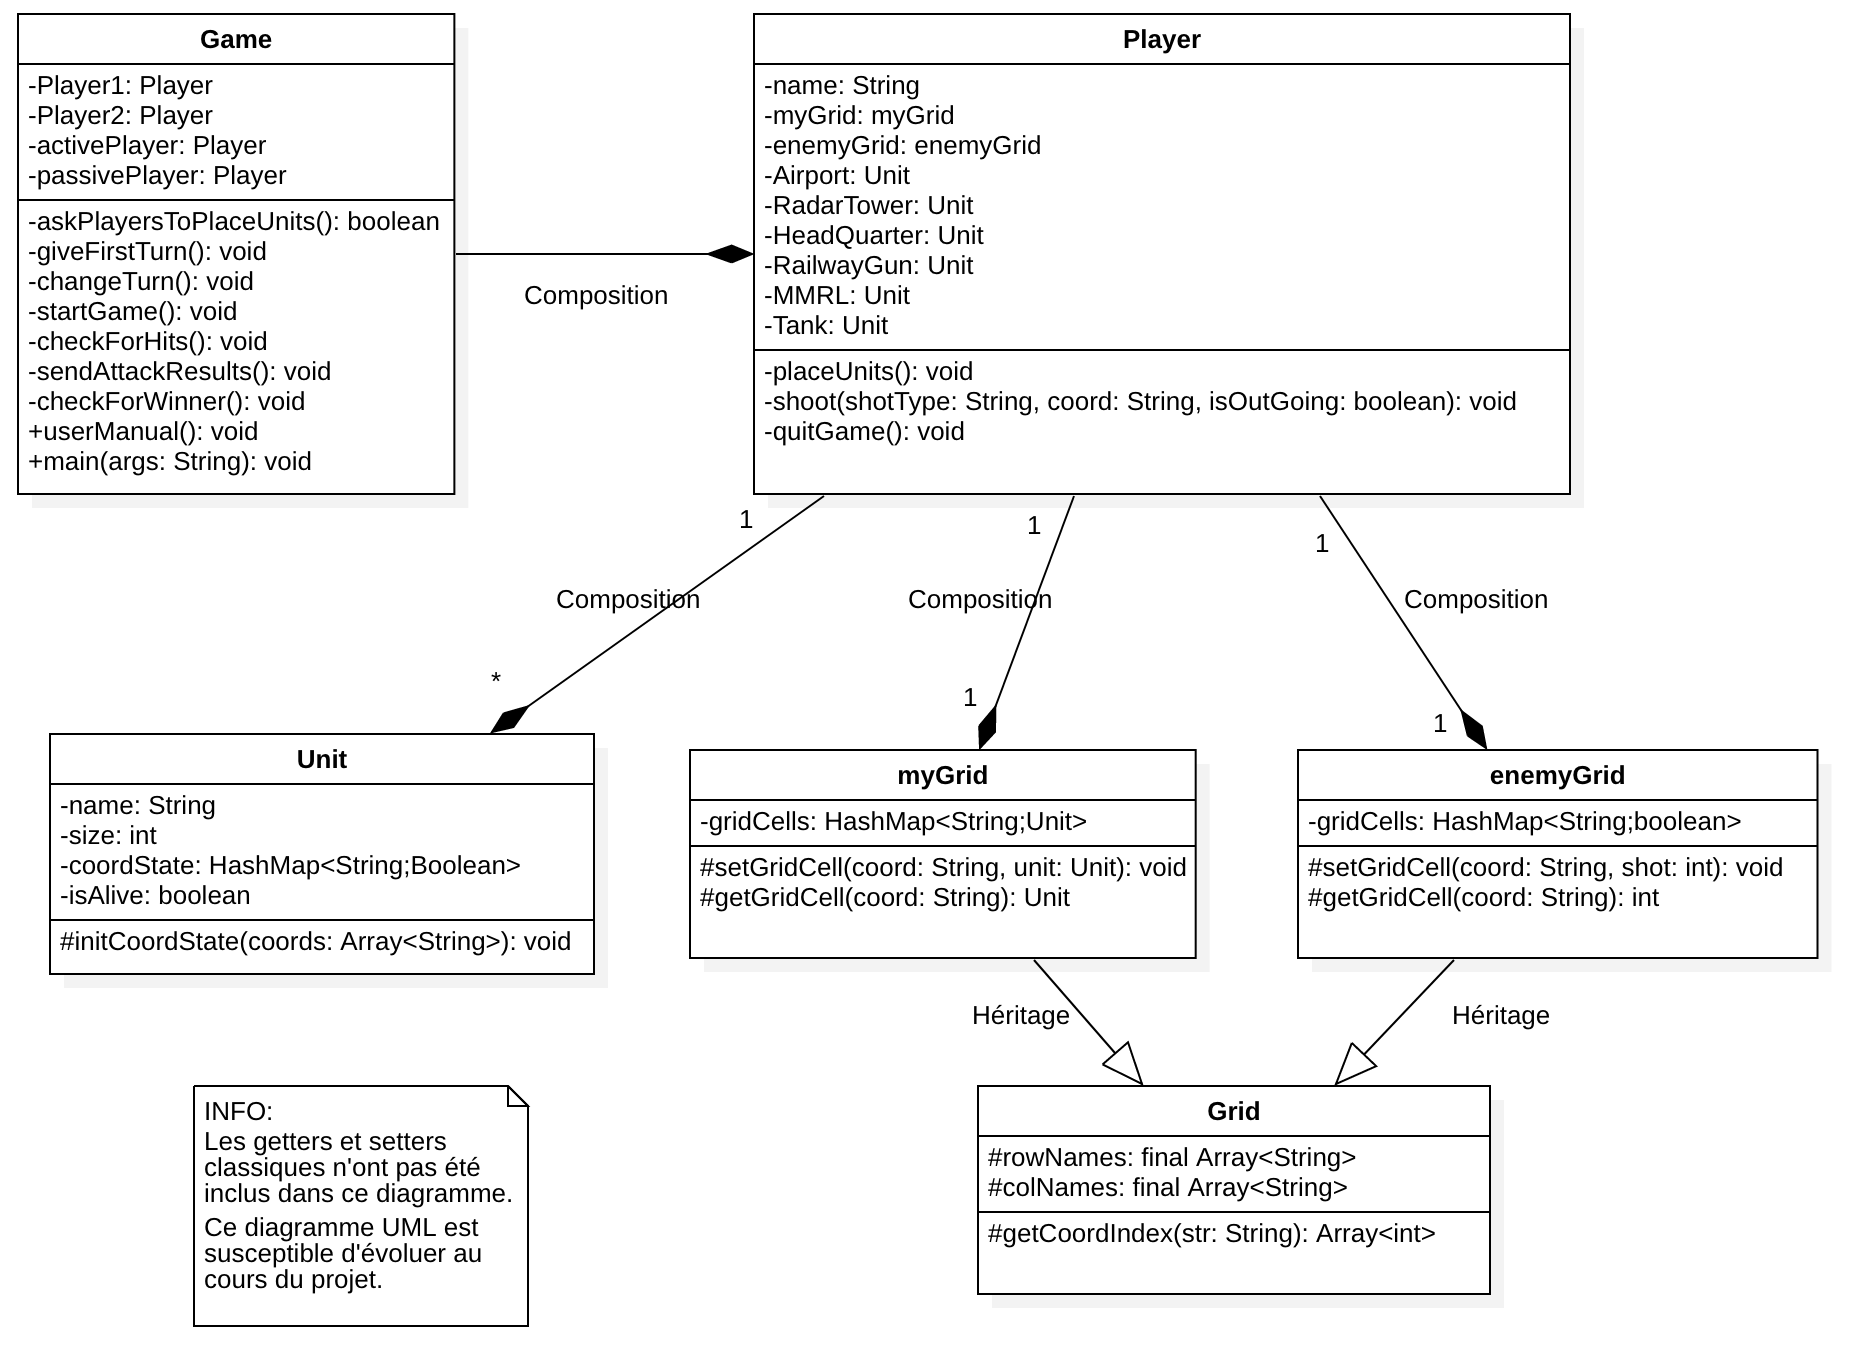 Game
-Player1: Player
-Player2: Player
-activePlayer: Player
-passivePlayer: Player
-askPlayersToPlaceUnits(): boolean
-giveFirstTurn(): void
-changeTurn(): void
-startGame(): void
-checkForHits(): void
-sendAttackResults(): void
-checkForWinner(): void
+userManual(): void
+main(args: String): void
Composition
Player
-name: String
-myGrid: myGrid
-enemyGrid: enemyGrid
-Airport: Unit
-RadarTower: Unit
-HeadQuarter: Unit
-RailwayGun: Unit
-MMRL: Unit
-Tank: Unit
-placeUnits(): void
-shoot(shotType: String, coord: String, isOutGoing: boolean): void
-quitGame(): void
1
Composition
*
1
Composition
1
1
Composition
1
Unit
-name: String
-size: int
-coordState: HashMap<String;Boolean>
-isAlive: boolean
#initCoordState(coords: Array<String>): void
myGrid
-gridCells: HashMap<String;Unit>
#setGridCell(coord: String, unit: Unit): void
#getGridCell(coord: String): Unit
enemyGrid
-gridCells: HashMap<String;boolean>
#setGridCell(coord: String, shot: int): void
#getGridCell(coord: String): int
Héritage
Héritage
INFO:
Les getters et setters
classiques n'ont pas été
inclus dans ce diagramme.
Ce diagramme UML est
susceptible d'évoluer au
cours du projet.
Grid
#rowNames: final Array<String>
#colNames: final Array<String>
#getCoordIndex(str: String): Array<int>